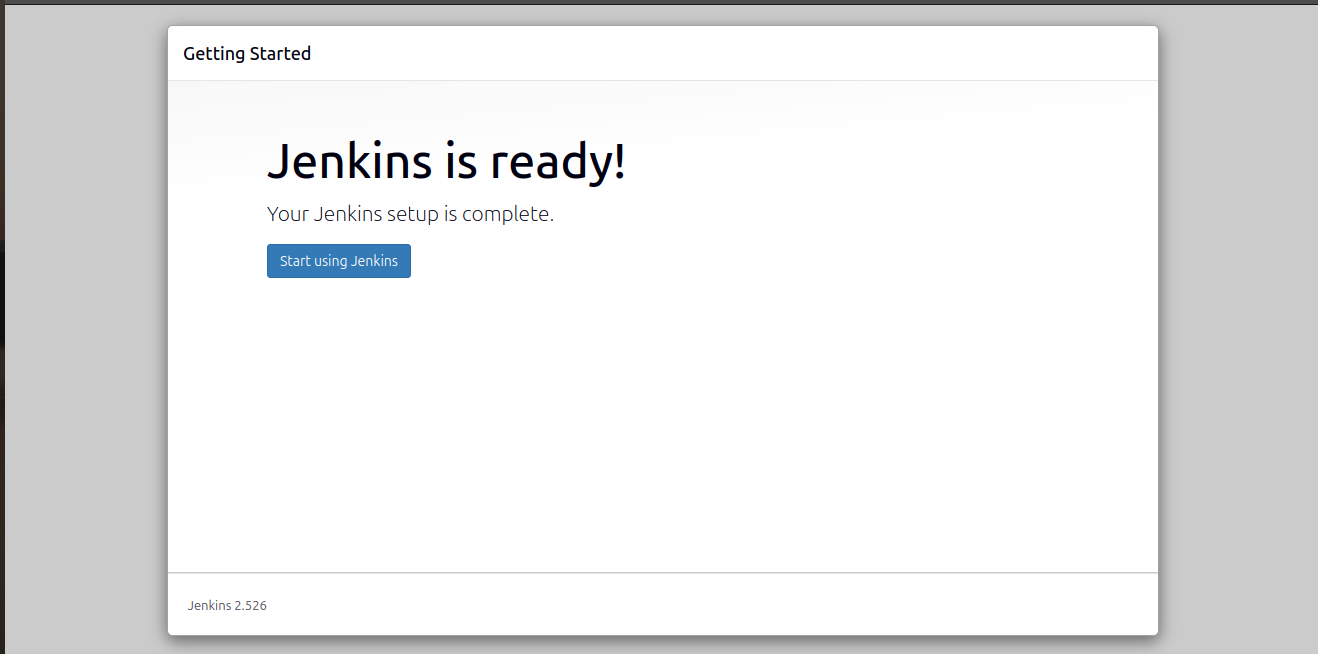 Getting Started
Jenkins is ready!
Your Jenkins setup is complete.
Start using Jenkins
Jenkins 2.526